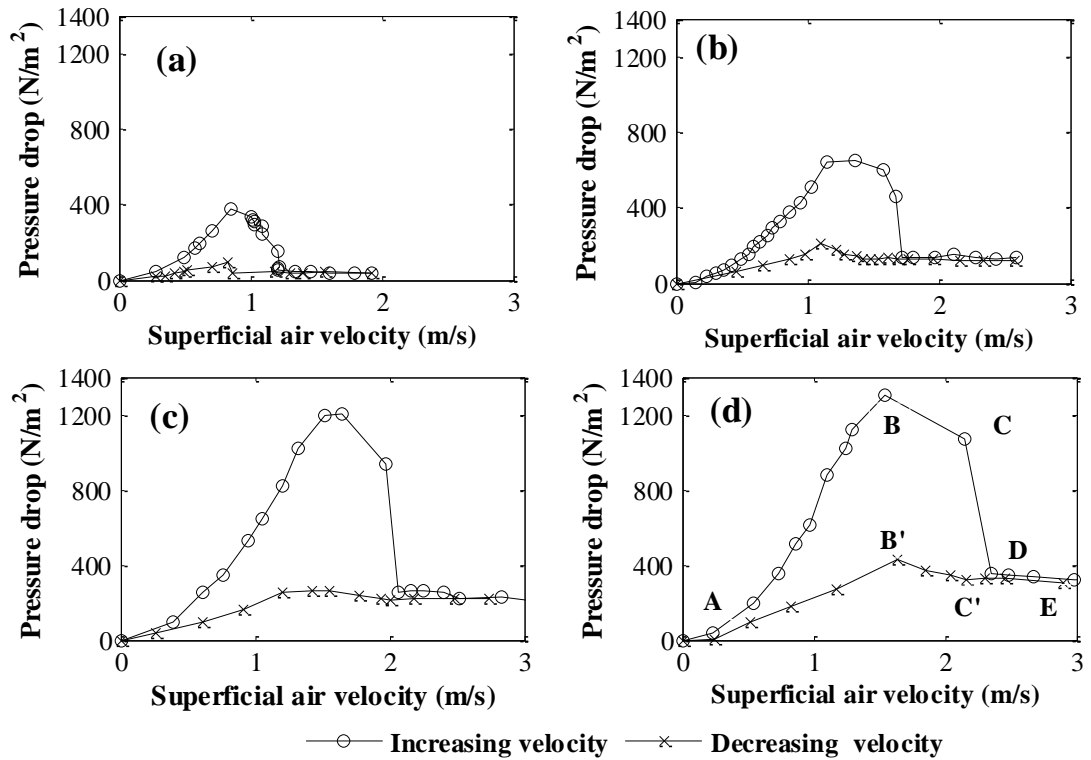 (a)
1400
1200
800
400
0
0
1
2
3
Pressure drop (N/m²)
Superficial air velocity (m/s)
(b)
1400
1200
800
400
0
0
1
2
3
Pressure drop (N/m²)
Superficial air velocity (m/s)
(c)
1400
1200
800
400
0
0
1
2
3
Pressure drop (N/m²)
Superficial air velocity (m/s)
(d)
1400
1200
800
400
0
0
1
2
3
Pressure drop (N/m²)
Superficial air velocity (m/s)
A
B
C
B'
D
C'
E
Increasing velocity
Decreasing velocity